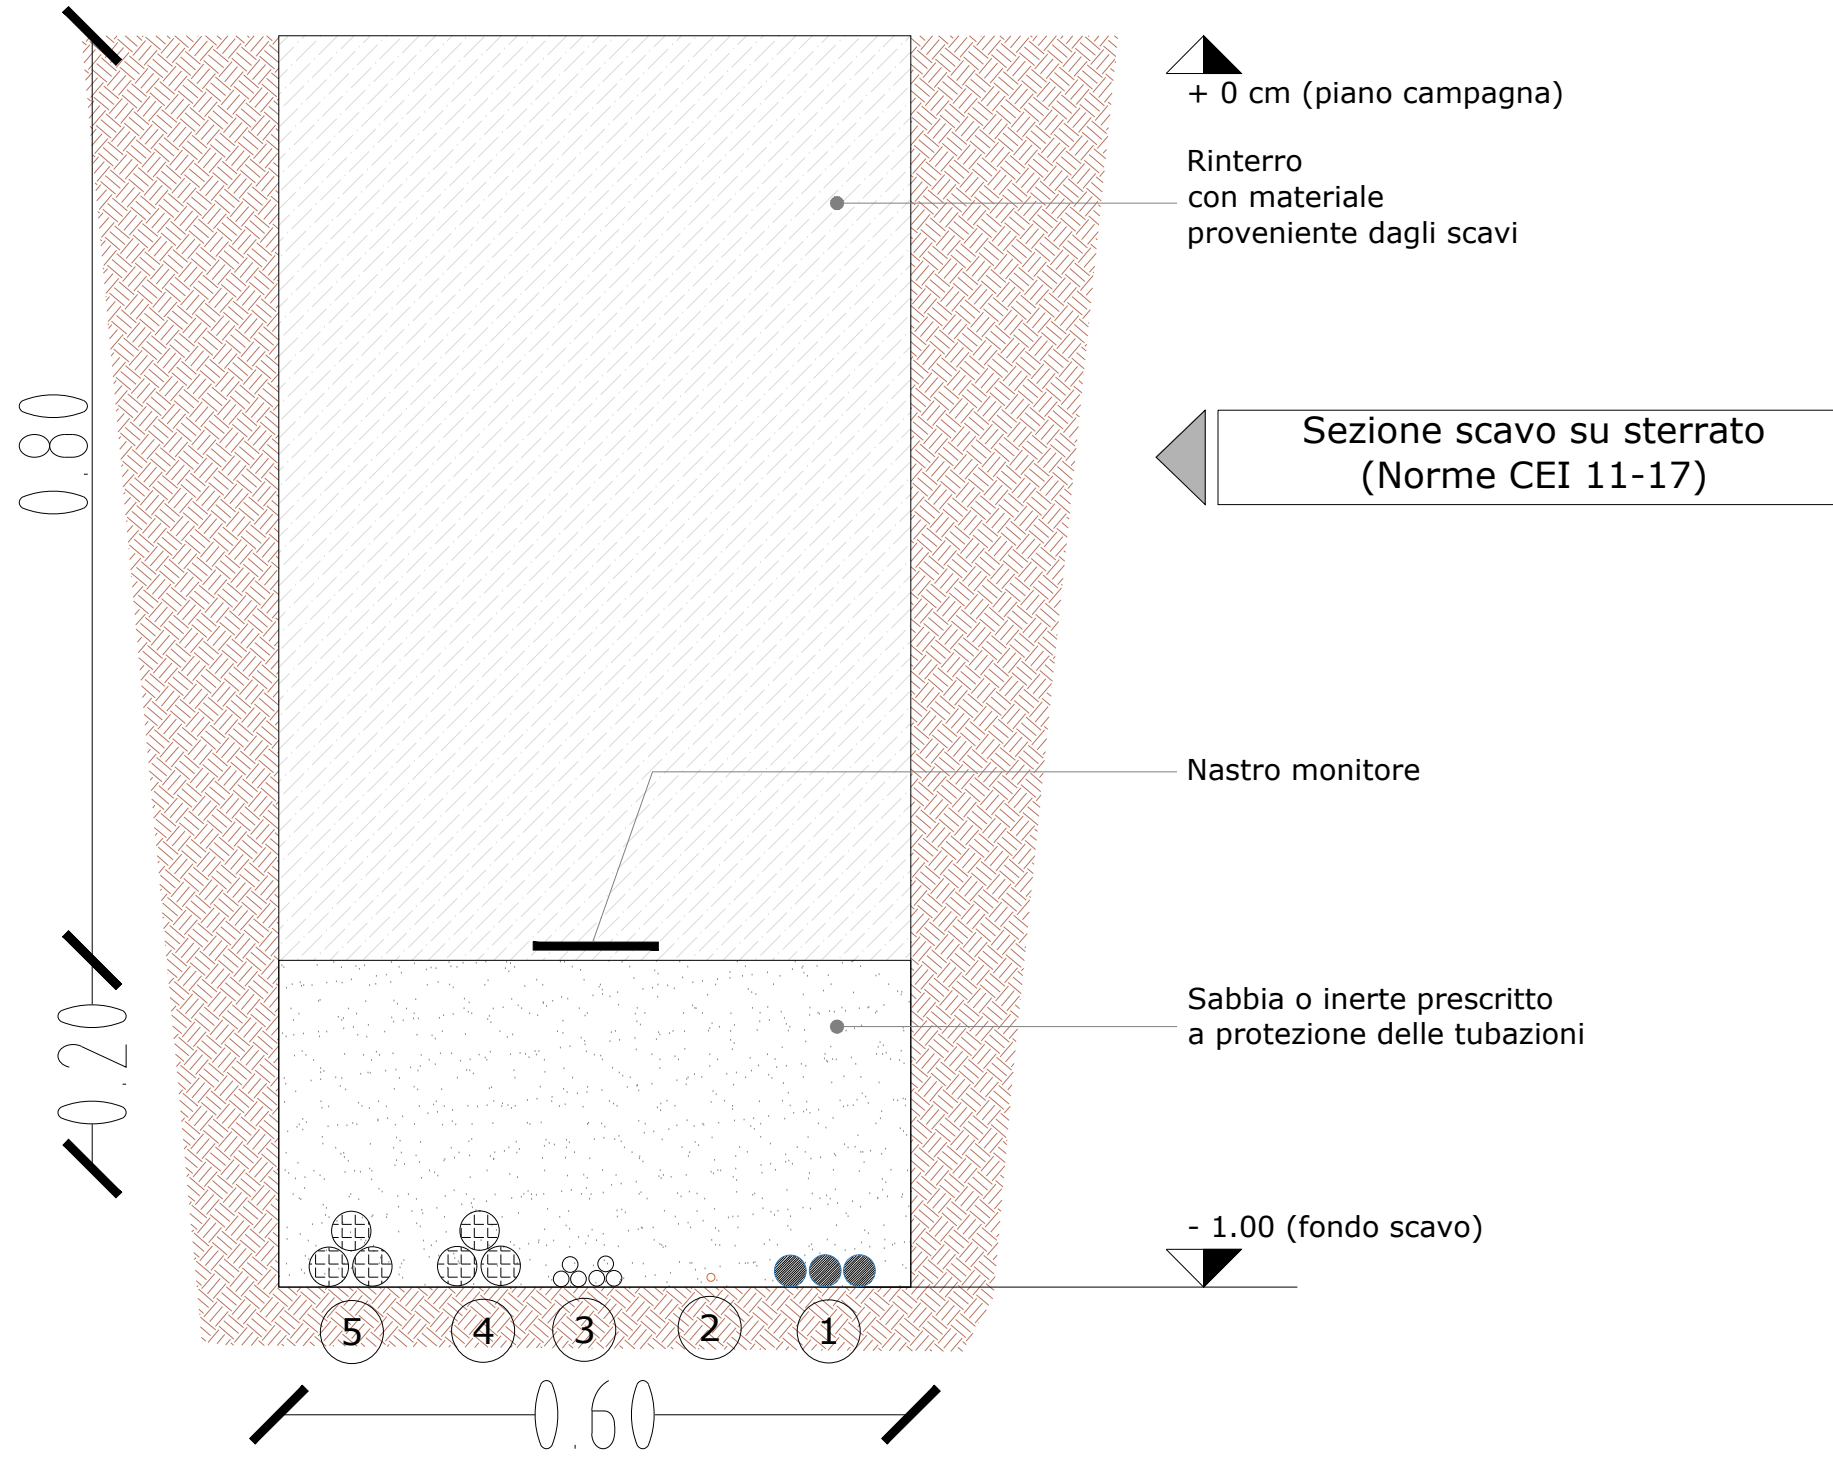 + 0 cm (piano campagna)
Rinterro
con materiale
proveniente dagli scavi
0.80
Sezione scavo su sterrato
(Norme CEI 11-17)
Nastro monitore
Sabbia o inerte prescritto
a protezione delle tubazioni
0.20
- 1.00 (fondo scavo)
5 4 3 2 1
0.60